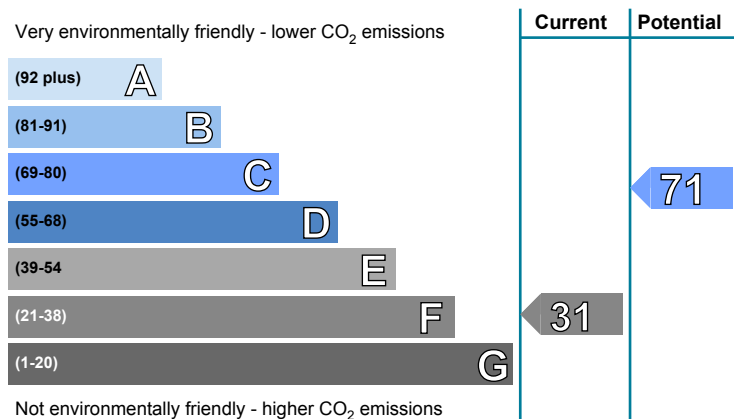 Current Potential
Very environmentally friendly - lower CO₂ emissions
(92 plus) A
(81-91) B
(69-80) C
71
(55-68) D
(39-54 E
(21-38) F 31
(1-20) G
Not environmentally friendly - higher CO₂ emissions